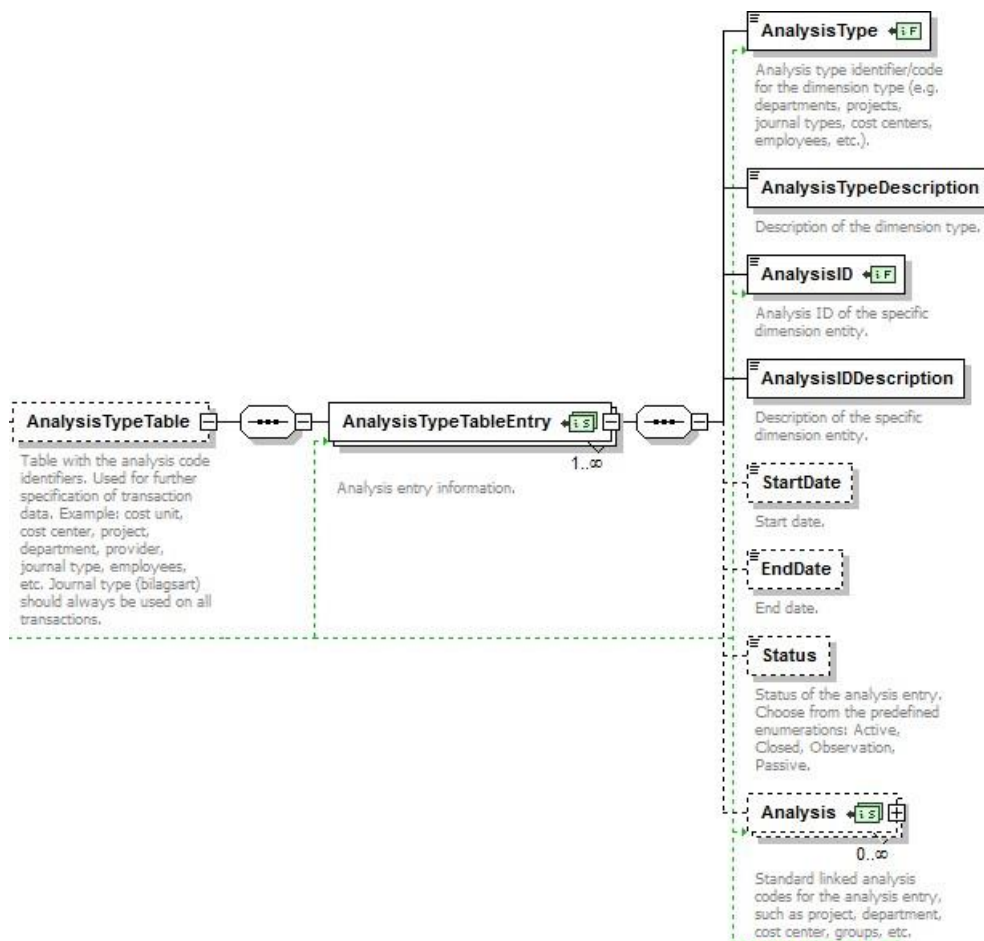 AnalysisTypeTable
Table with the analysis code
identifiers. Used for further
specification of transaction
data. Example: cost unit,
cost center, project,
department, provider,
journal type, employees,
etc. Journal type (bilagsart)
should always be used on all
transactions.
AnalysisTypeTableEntry iS
1..∞
Analysis entry information.
AnalysisType iF
Analysis type identifier/code
for the dimension type (e.g.
departments, projects,
journal types, cost centers,
employees, etc.).
AnalysisTypeDescription
Description of the dimension type.
AnalysisID iF
Analysis ID of the specific
dimension entity.
AnalysisIDDescription
Description of the specific
dimension entity.
StartDate
Start date.
EndDate
End date.
Status
Status of the analysis entry.
Choose from the predefined
enumerations: Active,
Closed, Observation,
Passive.
Analysis iS
0..∞
Standard linked analysis
codes for the analysis entry,
such as project, department,
cost center, groups, etc.